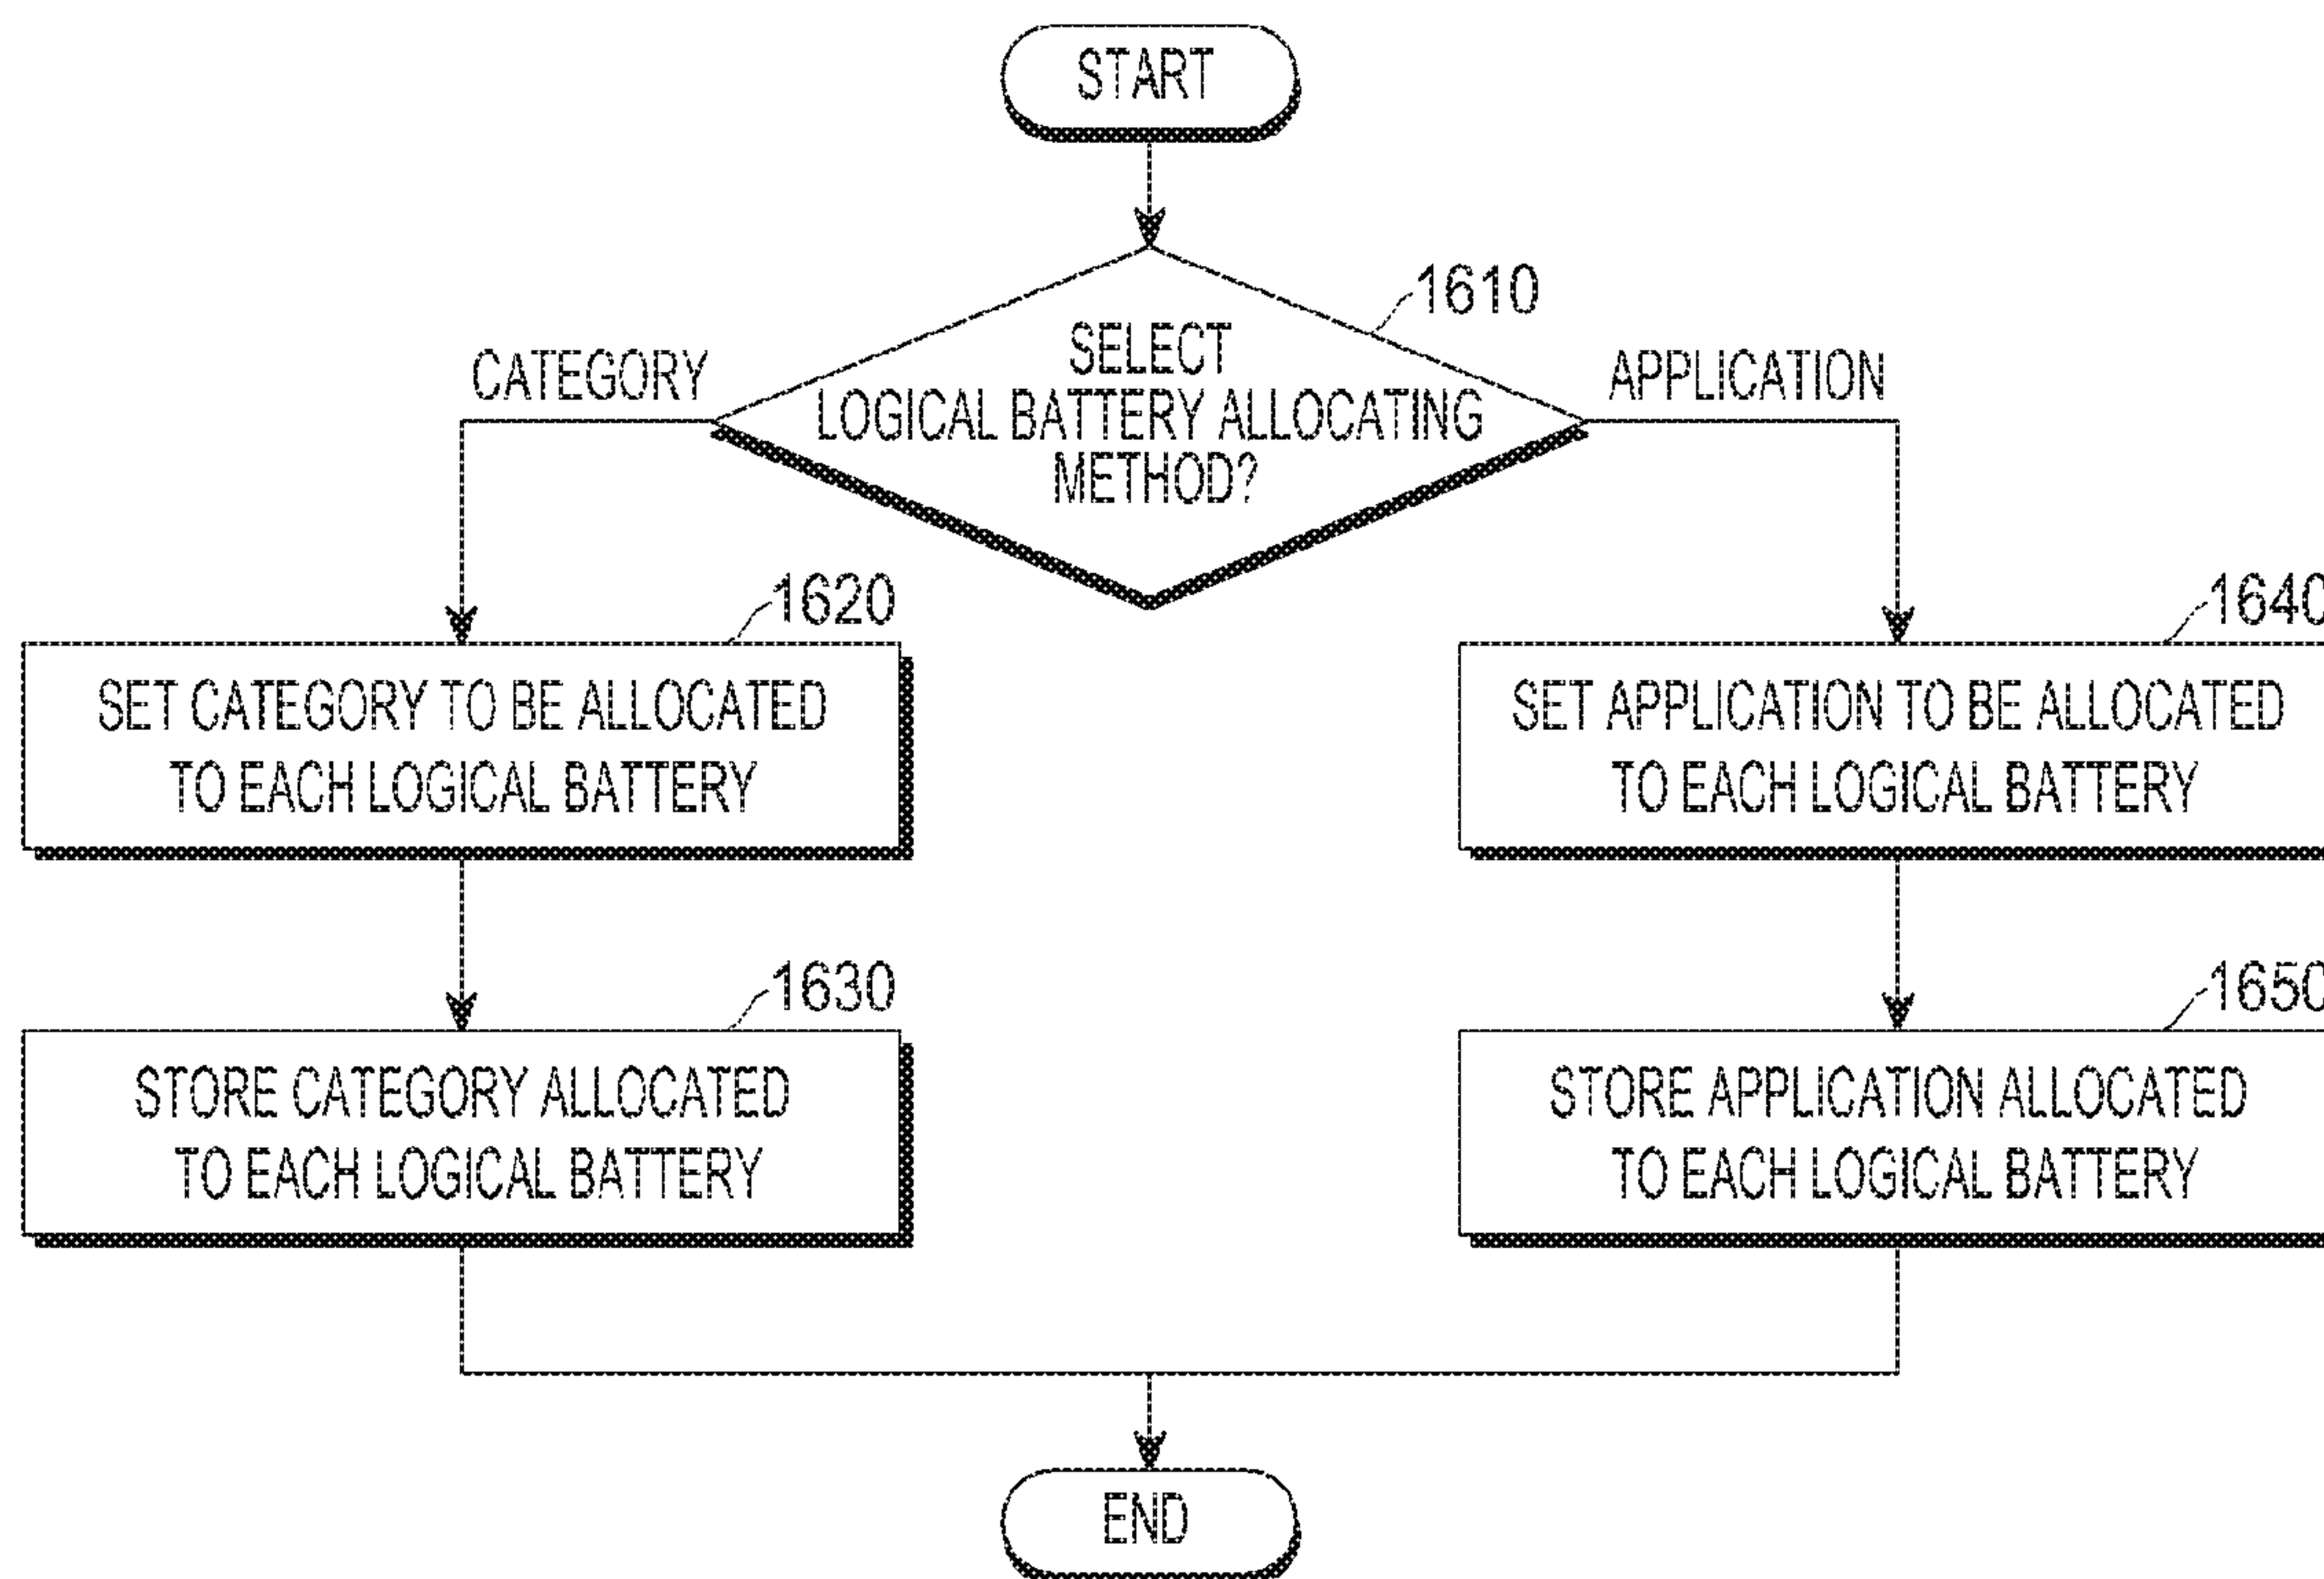 START
1610
SELECT
LOGICAL BATTERY ALLOCATING
METHOD?
CATEGORY
APPLICATION
1620
SET CATEGORY TO BE ALLOCATED
TO EACH LOGICAL BATTERY
1640
SET APPLICATION TO BE ALLOCATED
TO EACH LOGICAL BATTERY
1630
STORE CATEGORY ALLOCATED
TO EACH LOGICAL BATTERY
1650
STORE APPLICATION ALLOCATED
TO EACH LOGICAL BATTERY
END